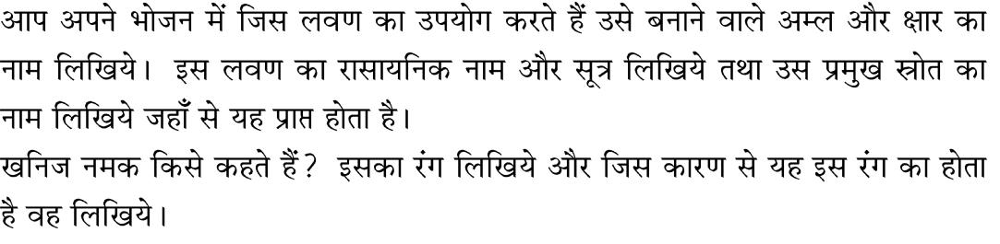 आप अपने भोजन में जिस लवण का उपयोग करते हैं उसे बनाने वाले अम्ल और क्षार का
नाम लिखिये। इस लवण का रासायनिक नाम और सूत्र लिखिये तथा उस प्रमुख स्रोत का
नाम लिखिये जहाँ से यह प्राप्त होता है।
खनिज नमक किसे कहते हैं? इसका रंग लिखिये और जिस कारण से यह इस रंग का होता
है वह लिखिये।